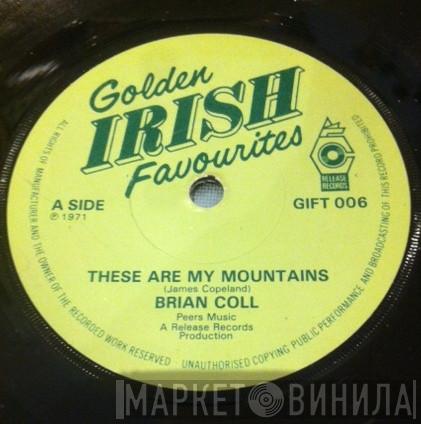 Golden
IRISH
Favourites
RELEASE
RECORDS
A SIDE
℗ 1971
GIFT 006
THESE ARE MY MOUNTAINS
(James Copeland)
BRIAN COLL
Peers Music
A Release Records
Production
ALL RIGHTS OF MANUFACTURER AND THE OWNER OF THE RECORDED WORK RESERVED · UNAUTHORISED COPYING PUBLIC PERFORMANCE AND BROADCASTING OF THIS RECORD PROHIBITED
МАРКЕТ ВИНИЛА